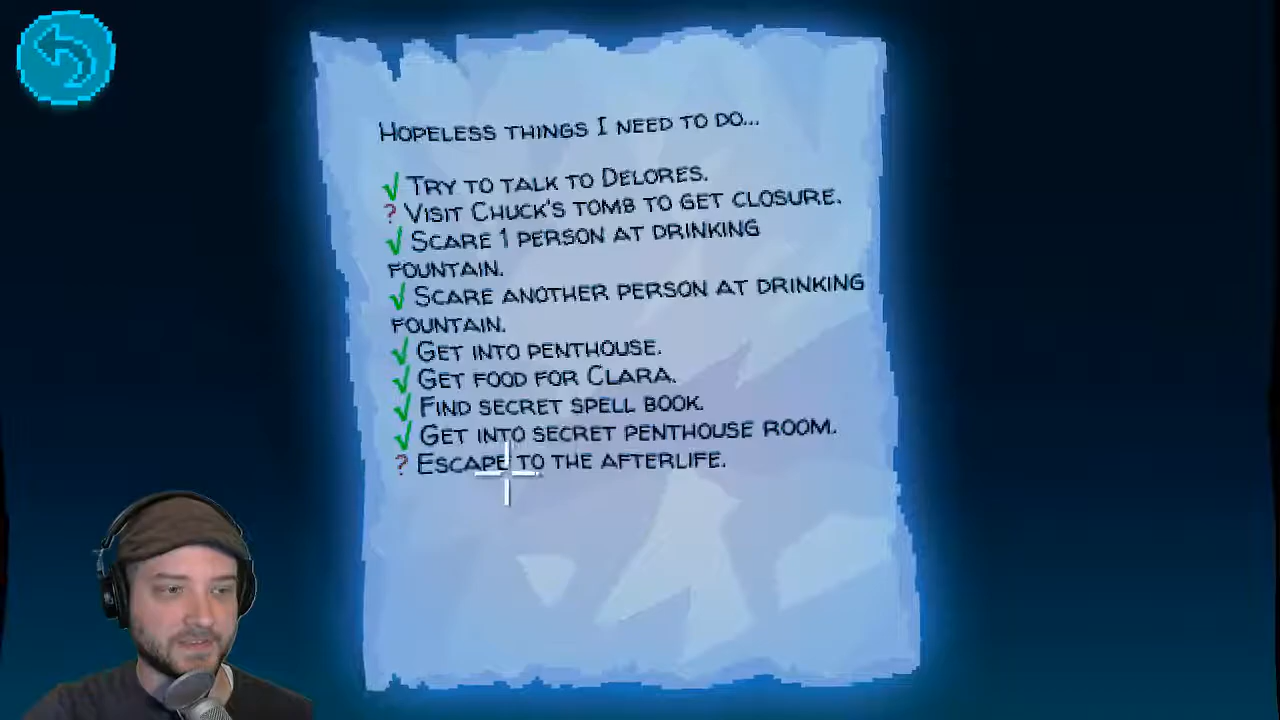 HOPELESS THINGS I NEED TO DO...
√ TRY TO TALK TO DELORES.
? VISIT CHUCK'S TOMB TO GET CLOSURE.
√ SCARE 1 PERSON AT DRINKING
FOUNTAIN.
√ SCARE ANOTHER PERSON AT DRINKING
FOUNTAIN.
√ GET INTO PENTHOUSE.
√ GET FOOD FOR CLARA.
√ FIND SECRET SPELL BOOK.
√ GET INTO SECRET PENTHOUSE ROOM.
? ESCAPE TO THE AFTERLIFE.